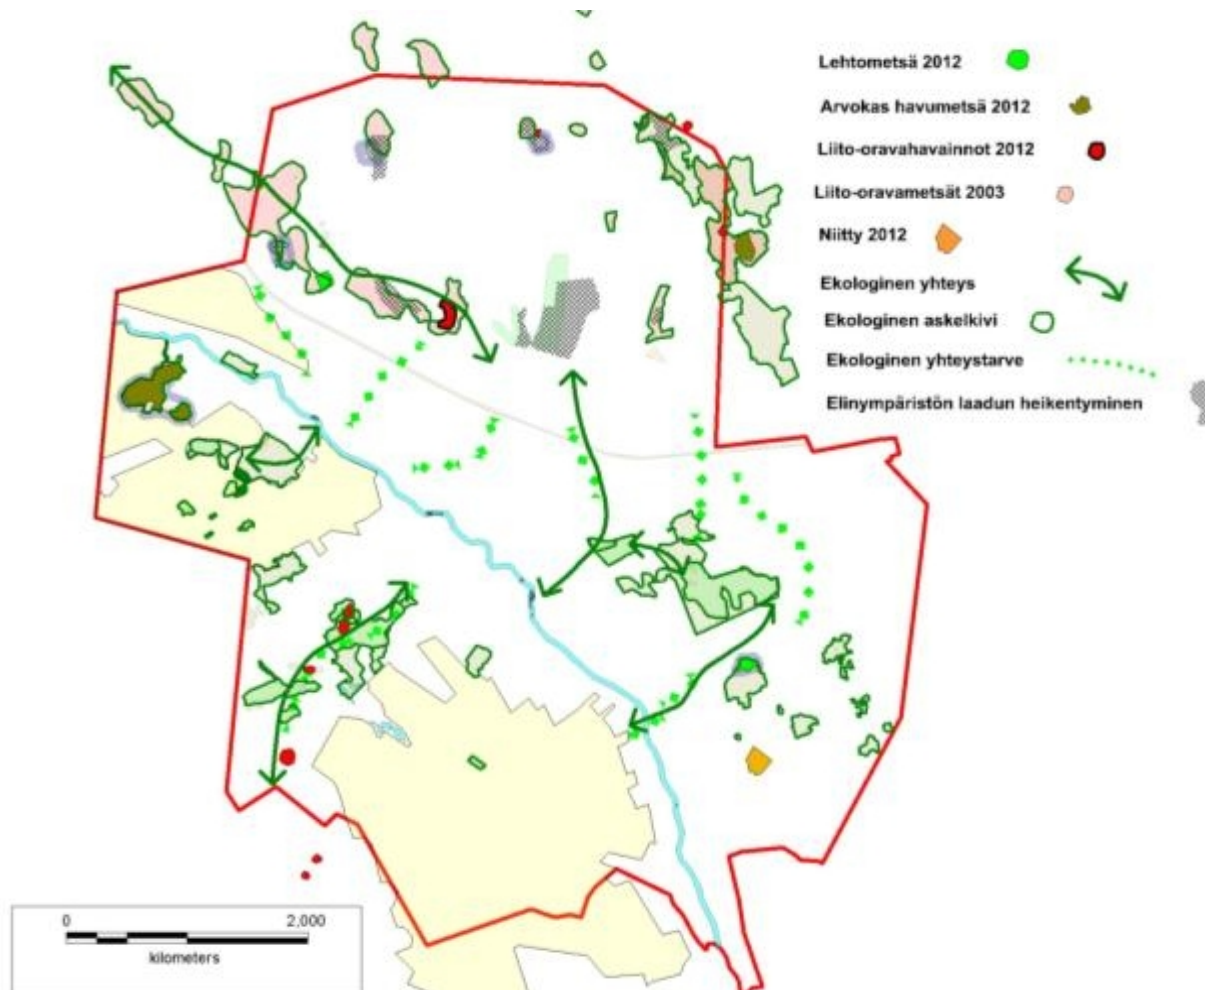 Lehtometsä 2012
Arvokas havumetsä 2012
Liito-oravahavainnot 2012
Liito-oravametsät 2003
Niitty 2012
Ekologinen yhteys
Ekologinen askelkivi
Ekologinen yhteystarve
Elinympäristön laadun heikentyminen
0 2,000
kilometers